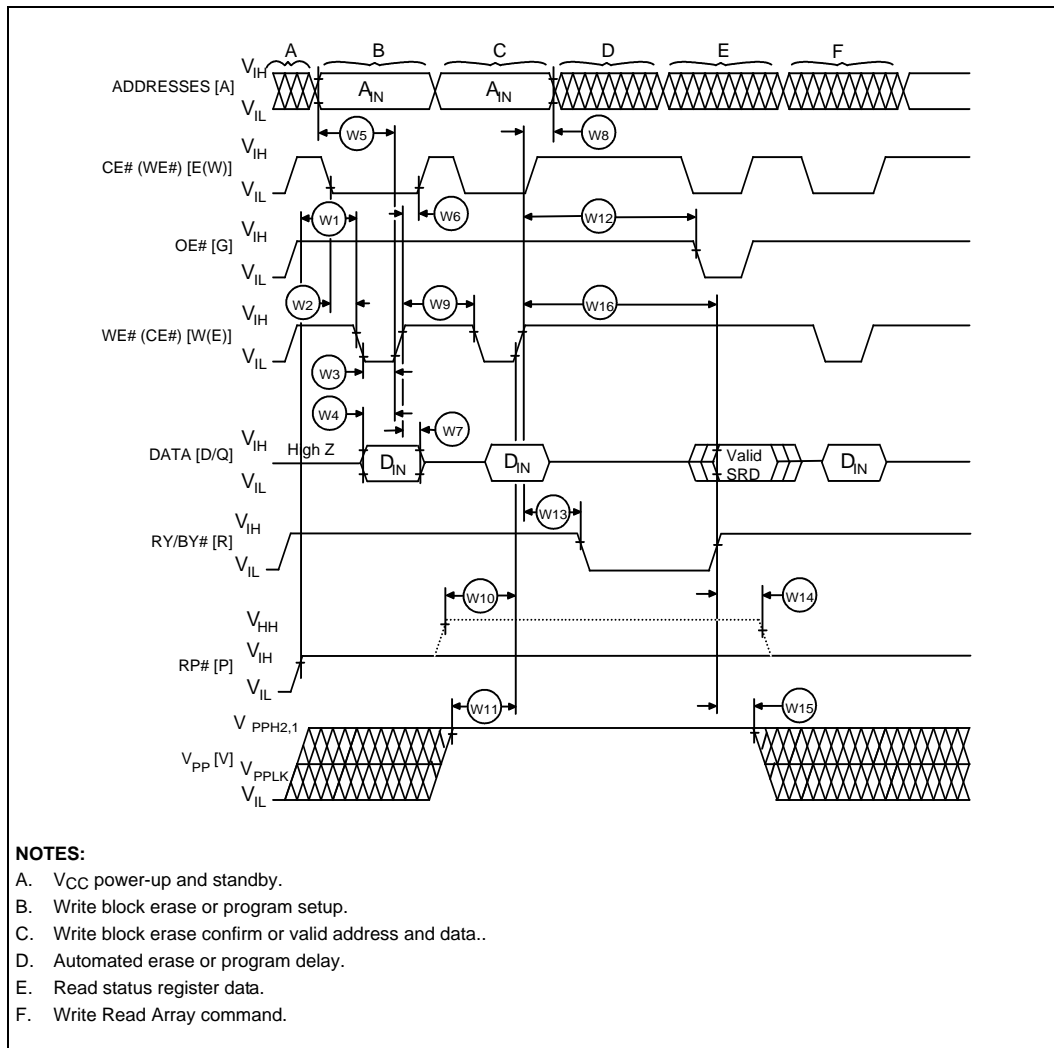 A B C D E F
V_IH
ADDRESSES [A] A_IN A_IN
V_IL
W5 W8
V_IH
CE# (WE#) [E(W)]
V_IL
W1 W6 W12
V_IH
OE# [G]
V_IL
W2 W9 W16
V_IH
WE# (CE#) [W(E)]
V_IL
W3
W4 W7
V_IH High Z
DATA [D/Q] D_IN D_IN Valid SRD D_IN
V_IL
W13
V_IH
RY/BY# [R]
V_IL
W10 W14
V_HH
V_IH
RP# [P]
V_IL
W11 W15
V PPH2,1
V_PP [V] V_PPLK
V_IL
NOTES:
A. V_CC power-up and standby.
B. Write block erase or program setup.
C. Write block erase confirm or valid address and data..
D. Automated erase or program delay.
E. Read status register data.
F. Write Read Array command.